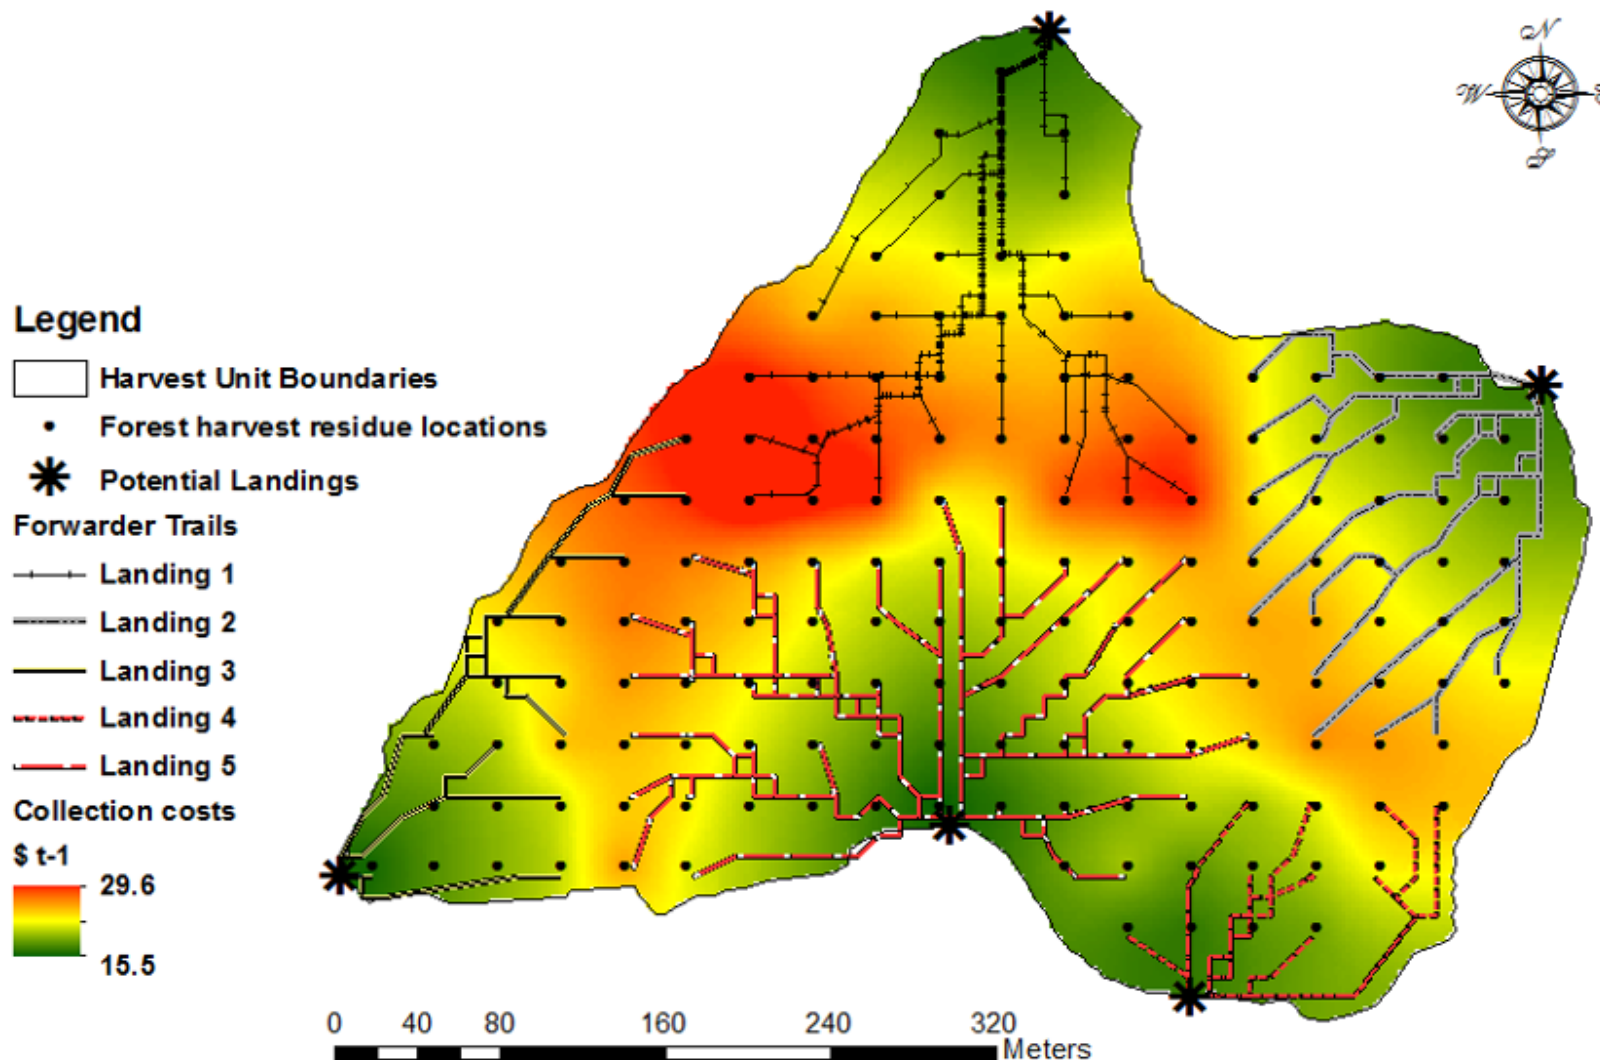 N
W
S
Legend
Harvest Unit Boundaries
Forest harvest residue locations
Potential Landings
Forwarder Trails
Landing 1
Landing 2
Landing 3
Landing 4
Landing 5
Collection costs
$ t-1
29.6
15.5
0 40 80 160 240 320
Meters